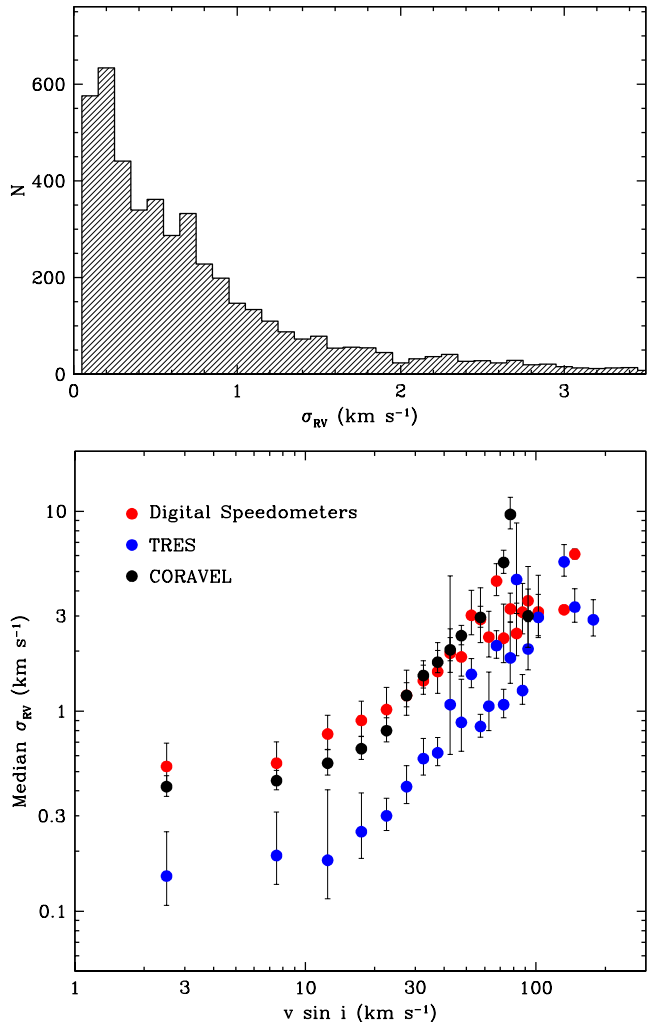 600
400
200
0
N
0 1 2 3
σRV (km s⁻¹)
10
3
1
0.3
0.1
Median σRV (km s⁻¹)
Digital Speedometers
TRES
CORAVEL
1 3 10 30 100
v sin i (km s⁻¹)